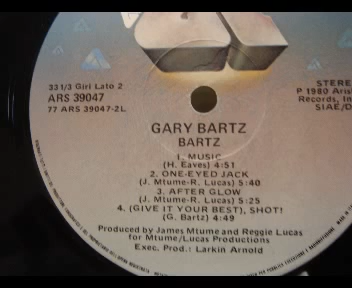 33 1/3 Giri Lato 2
ARS 39047
77 ARS 39047-2L
STERE
P 1980 Aris
Records, In
SIAE/D
GARY BARTZ
BARTZ
1. MUSIC
(H. Eaves) 4:51
2. ONE-EYED JACK
(J. Mtume-R. Lucas) 5:40
3. AFTER GLOW
(J. Mtume-R. Lucas) 5:25
4. (GIVE IT YOUR BEST), SHOT!
(G. Bartz) 4:49
Produced by James Mtume and Reggie Lucas
for Mtume/Lucas Productions
Exec. Prod.: Larkin Arnold